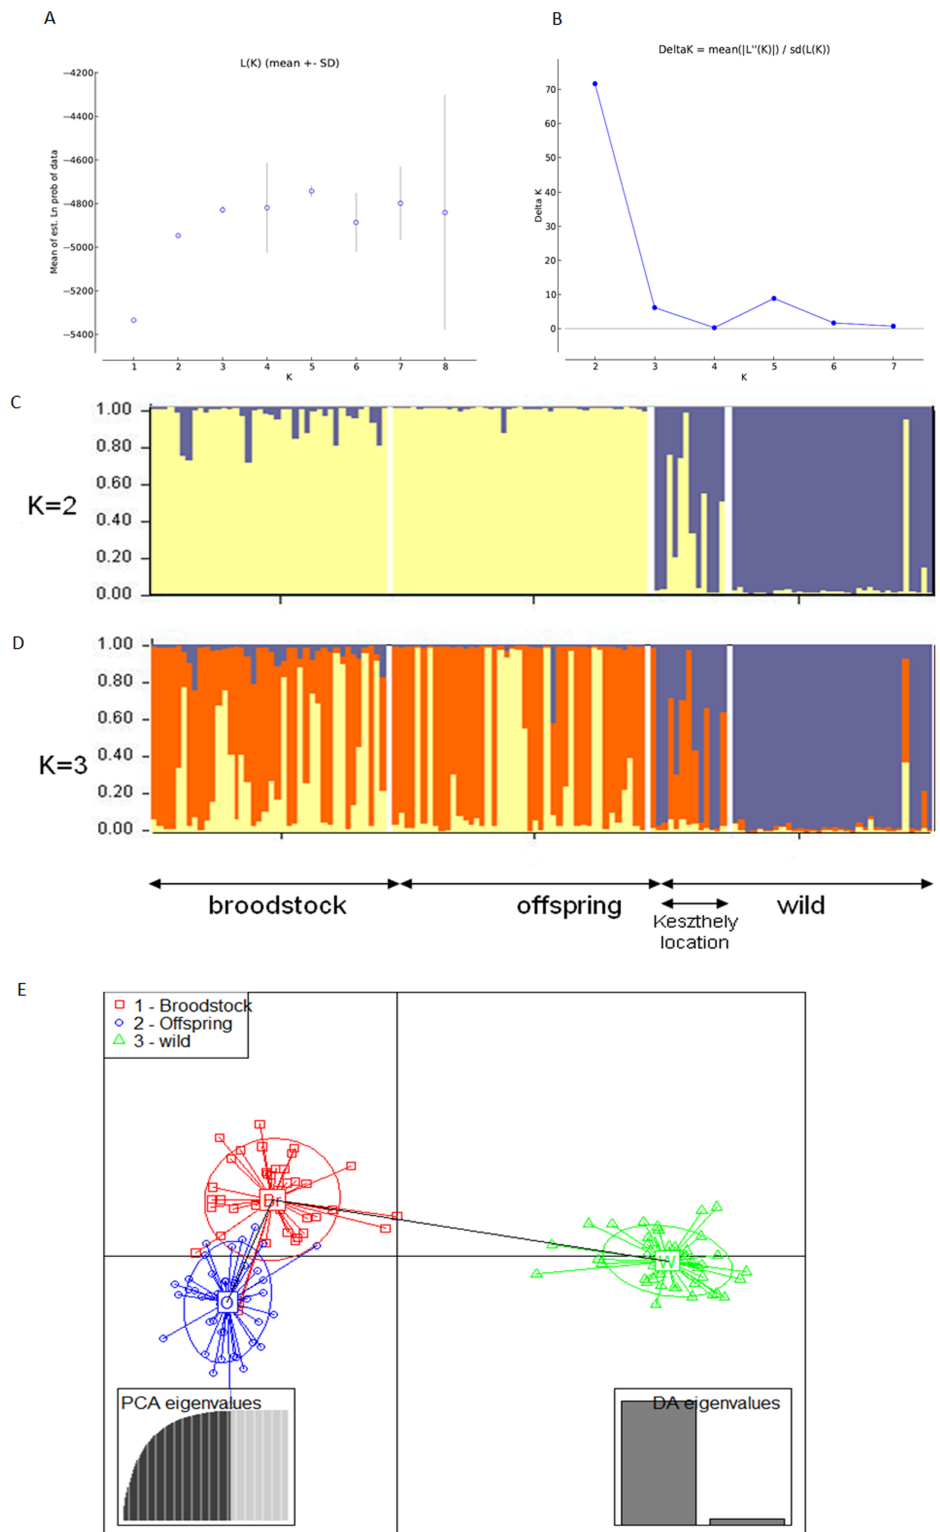 A
B
L(K) (mean +- SD)
DeltaK = mean(|L''(K)|) / sd(L(K))
Mean of est. Ln prob of data
−4200
−4400
−4600
−4800
−5000
−5200
−5400
1 2 3 4 5 6 7 8
K
Delta K
70
60
50
40
30
20
10
0
2 3 4 5 6 7
K
C
K=2
1.00
0.80
0.60
0.40
0.20
0.00
D
K=3
1.00
0.80
0.60
0.40
0.20
0.00
broodstock
offspring
wild
Keszthely
location
E
1 - Broodstock
2 - Offspring
3 - wild
Br
O
W
PCA eigenvalues
DA eigenvalues